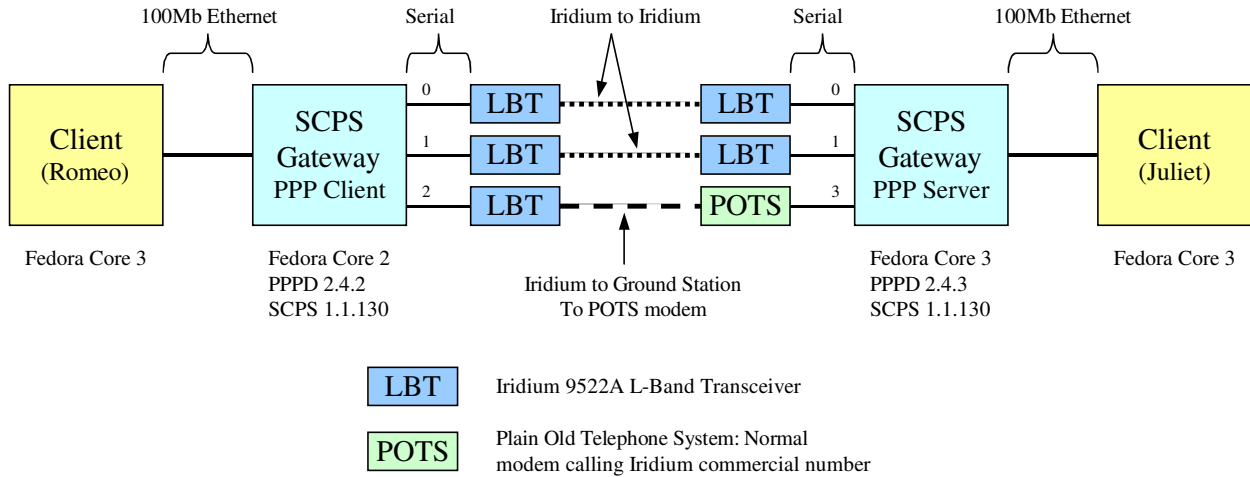 100Mb Ethernet
Serial
Iridium to Iridium
Serial
100Mb Ethernet
Client
(Romeo)
SCPS
Gateway
PPP Client
0
1
2
LBT
LBT
LBT
LBT
LBT
POTS
0
1
3
SCPS
Gateway
PPP Server
Client
(Juliet)
Fedora Core 3
Fedora Core 2
PPPD 2.4.2
SCPS 1.1.130
Iridium to Ground Station
To POTS modem
Fedora Core 3
PPPD 2.4.3
SCPS 1.1.130
Fedora Core 3
LBT
Iridium 9522A L-Band Transceiver
POTS
Plain Old Telephone System: Normal
modem calling Iridium commercial number